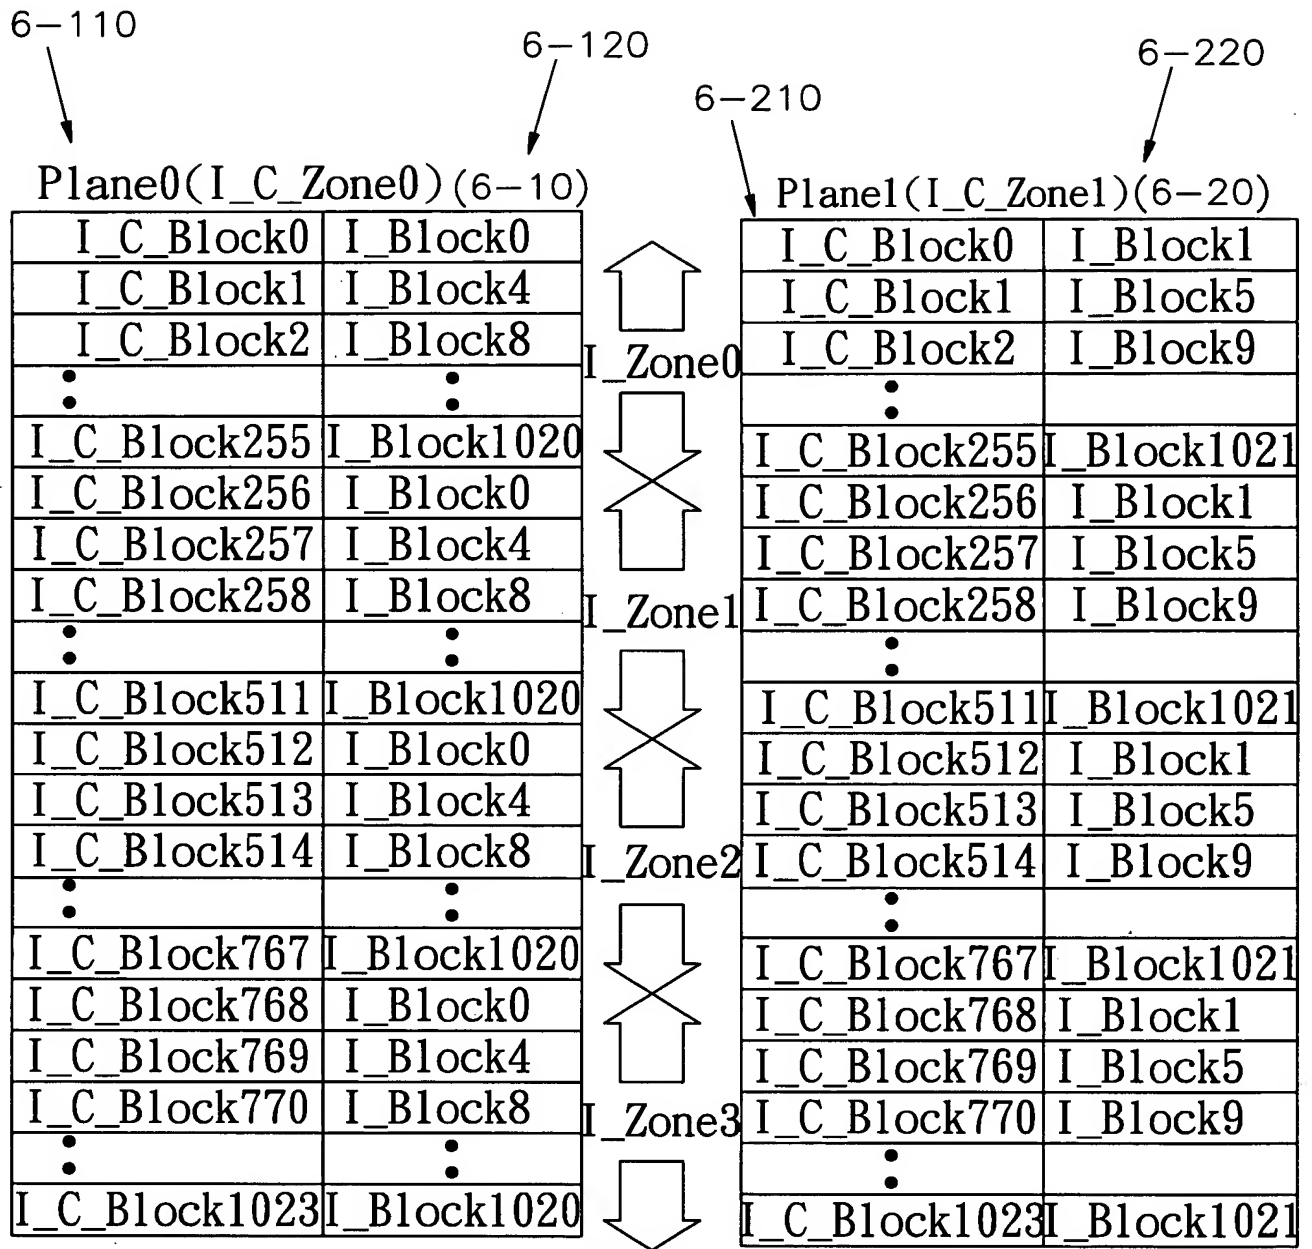 6-110
6-120
6-210
6-220
Plane0(I_C_Zone0)(6-10)
I_C_Block0 I_Block0
I_C_Block1 I_Block4
I_C_Block2 I_Block8
I_C_Block255 I_Block1020
I_C_Block256 I_Block0
I_C_Block257 I_Block4
I_C_Block258 I_Block8
I_C_Block511 I_Block1020
I_C_Block512 I_Block0
I_C_Block513 I_Block4
I_C_Block514 I_Block8
I_C_Block767 I_Block1020
I_C_Block768 I_Block0
I_C_Block769 I_Block4
I_C_Block770 I_Block8
I_C_Block1023 I_Block1020
I_Zone0
I_Zone1
I_Zone2
I_Zone3
Plane1(I_C_Zone1)(6-20)
I_C_Block0 I_Block1
I_C_Block1 I_Block5
I_C_Block2 I_Block9
I_C_Block255 I_Block1021
I_C_Block256 I_Block1
I_C_Block257 I_Block5
I_C_Block258 I_Block9
I_C_Block511 I_Block1021
I_C_Block512 I_Block1
I_C_Block513 I_Block5
I_C_Block514 I_Block9
I_C_Block767 I_Block1021
I_C_Block768 I_Block1
I_C_Block769 I_Block5
I_C_Block770 I_Block9
I_C_Block1023 I_Block1021